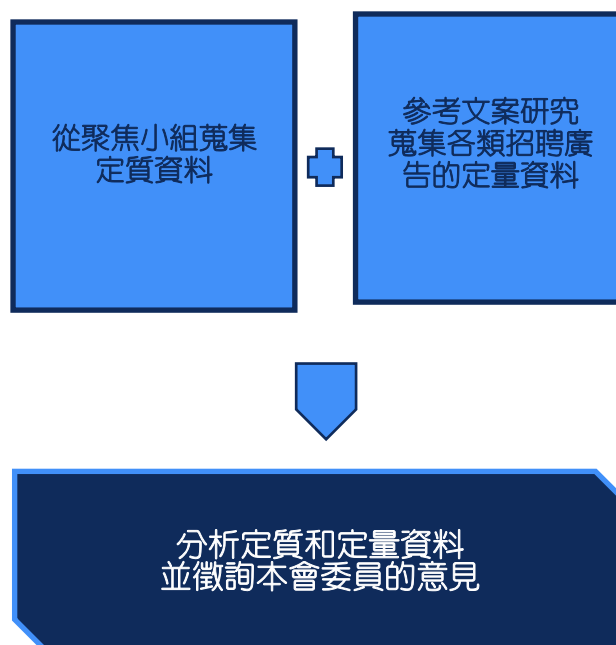 從聚焦小組蒐集
定質資料
參考文案研究
蒐集各類招聘廣
告的定量資料
分析定質和定量資料
並徵詢本會委員的意見